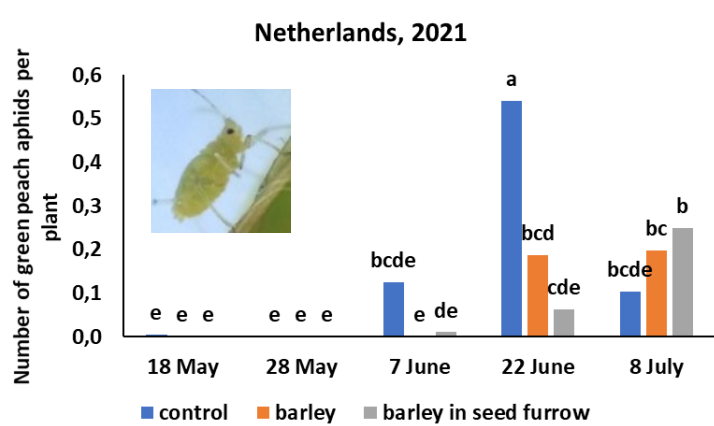 Netherlands, 2021
Number of green peach aphids per
plant
0,6
0,5
0,4
0,3
0,2
0,1
0,0
e e e
e e e
bcde e de
a bcd cde
bcde bc b
18 May 28 May 7 June 22 June 8 July
control barley barley in seed furrow